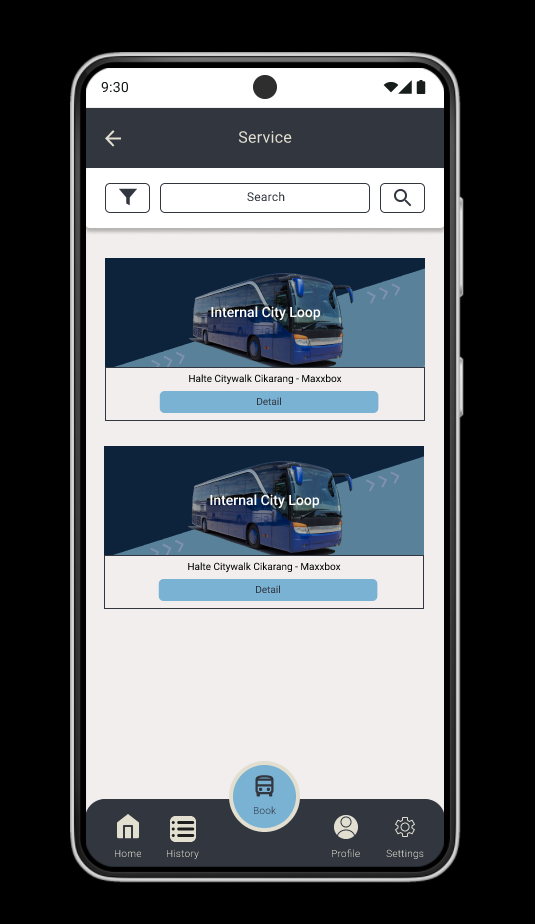 9:30
Service
Search
Internal City Loop
Halte Citywalk Cikarang - Maxxbox
Detail
Internal City Loop
Halte Citywalk Cikarang - Maxxbox
Detail
Book
Home
History
Profile
Settings